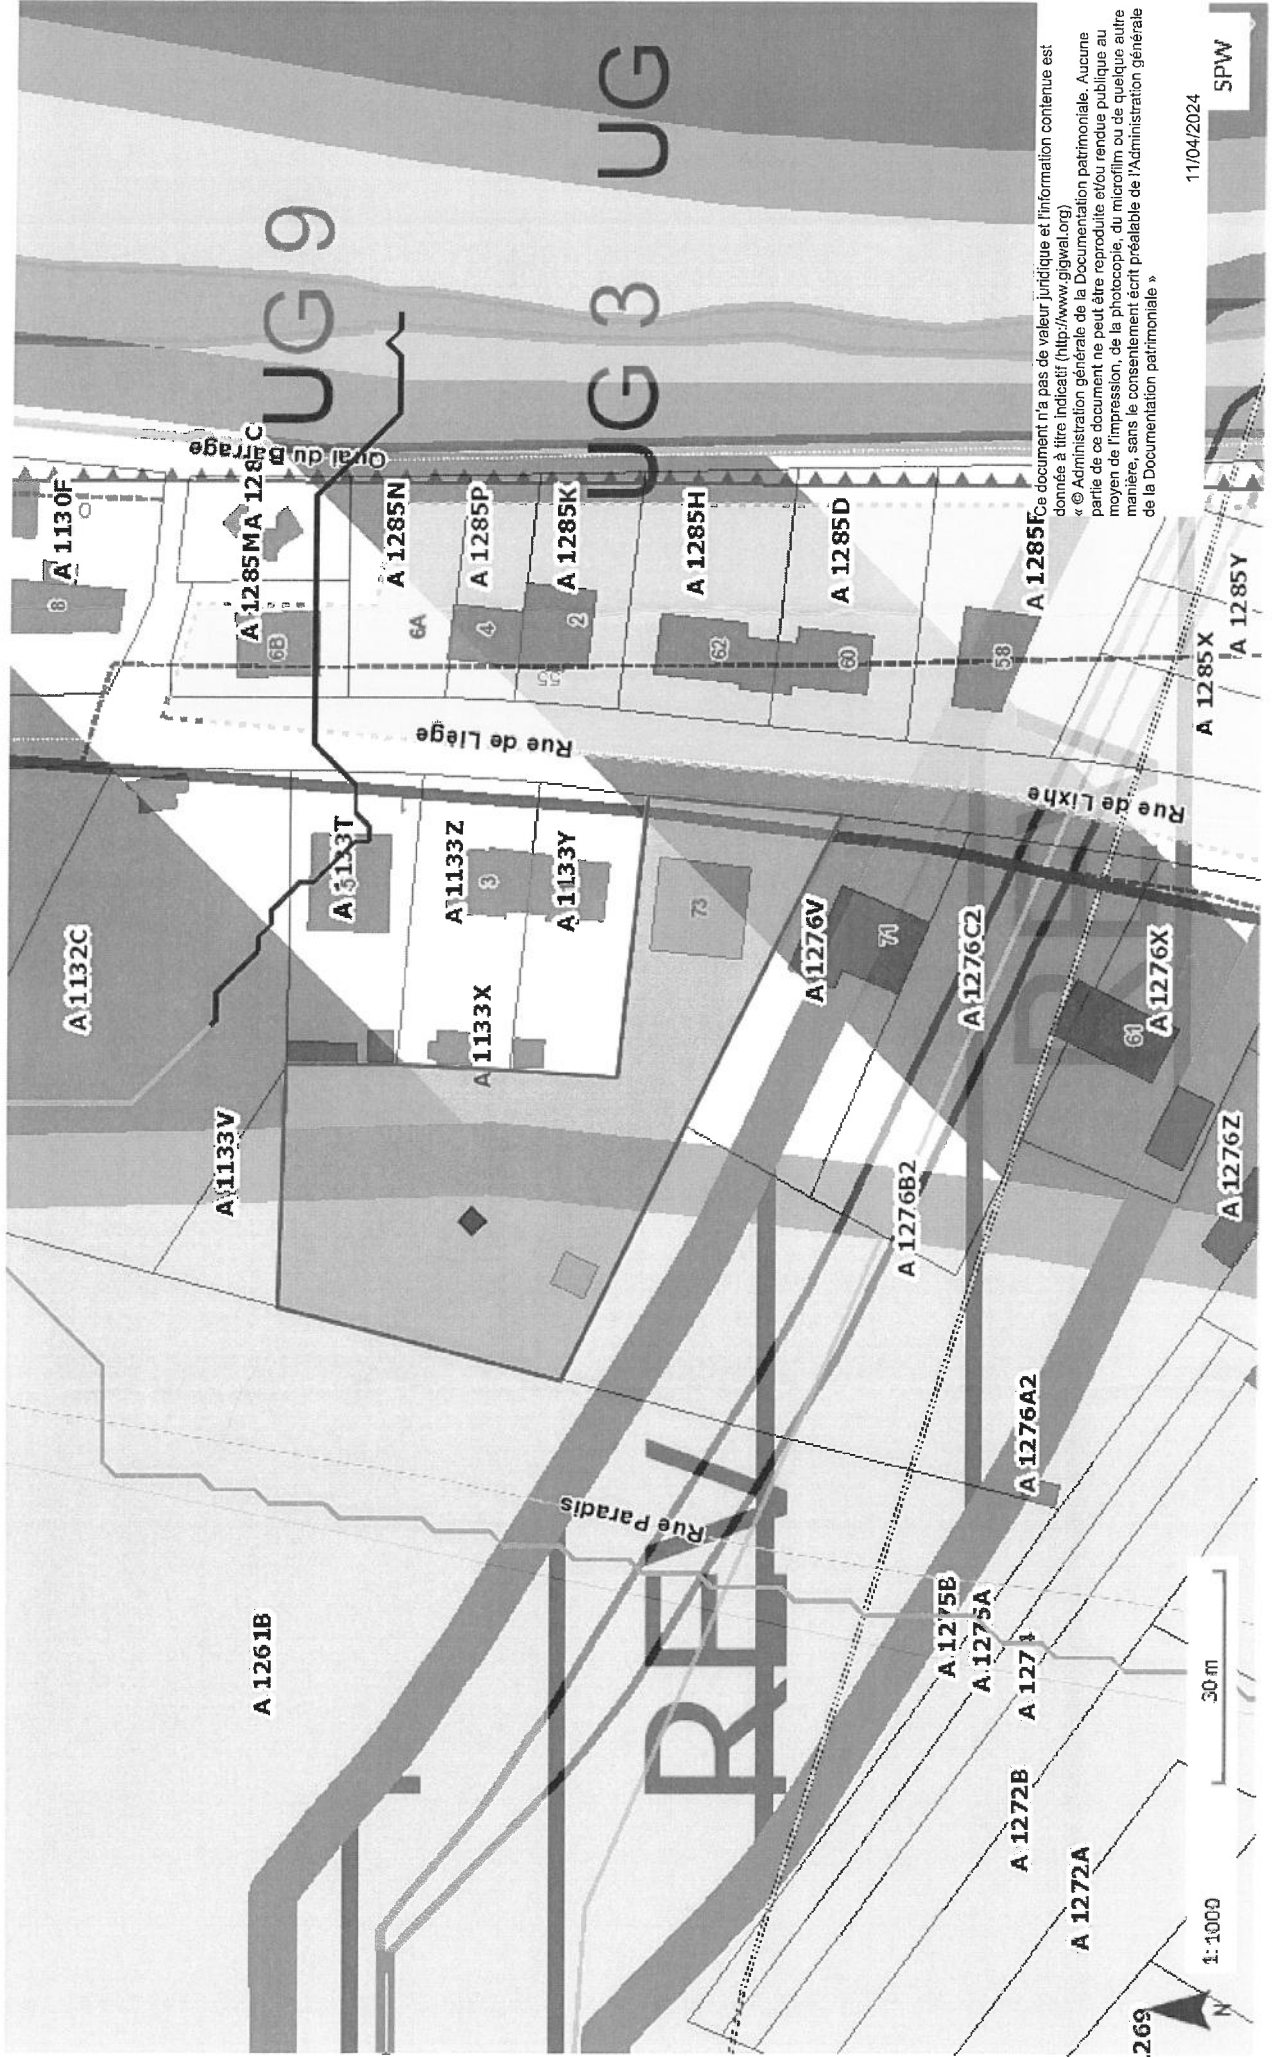 A 1130F
8
A 1132C
A 1133V
A 1261B
A 1285MA
128
C
6B
A 1133T
5
UG 9
Quai du Barrage
A 1285N
6A
A 1285P
4
A 1285K
2
55
Rue de Liège
A 1133Z
3
A 1133Y
A 1133X
UG 3
UG
A 1285H
62
A 1285D
60
73
A 1276V
71
Rue Paradis
REV
A 1276C2
A 1276B2
58
A 1285F
Rue de Lixhe
REV
A 1276X
61
A 1276Z
A 1276A2
A 1275B
A 1275A
A 1272B
A 1272A
A 1285X
A 1285Y
269
Ce document n'a pas de valeur juridique et l'information contenue est
donnée à titre indicatif (http://www.gigwal.org)
« © Administration générale de la Documentation patrimoniale. Aucune
partie de ce document ne peut être reproduite et/ou rendue publique au
moyen de l'impression, de la photocopie, du microfilm ou de quelque autre
manière, sans le consentement écrit préalable de l'Administration générale
de la Documentation patrimoniale »
11/04/2024
SPW
N
1: 1000
30 m